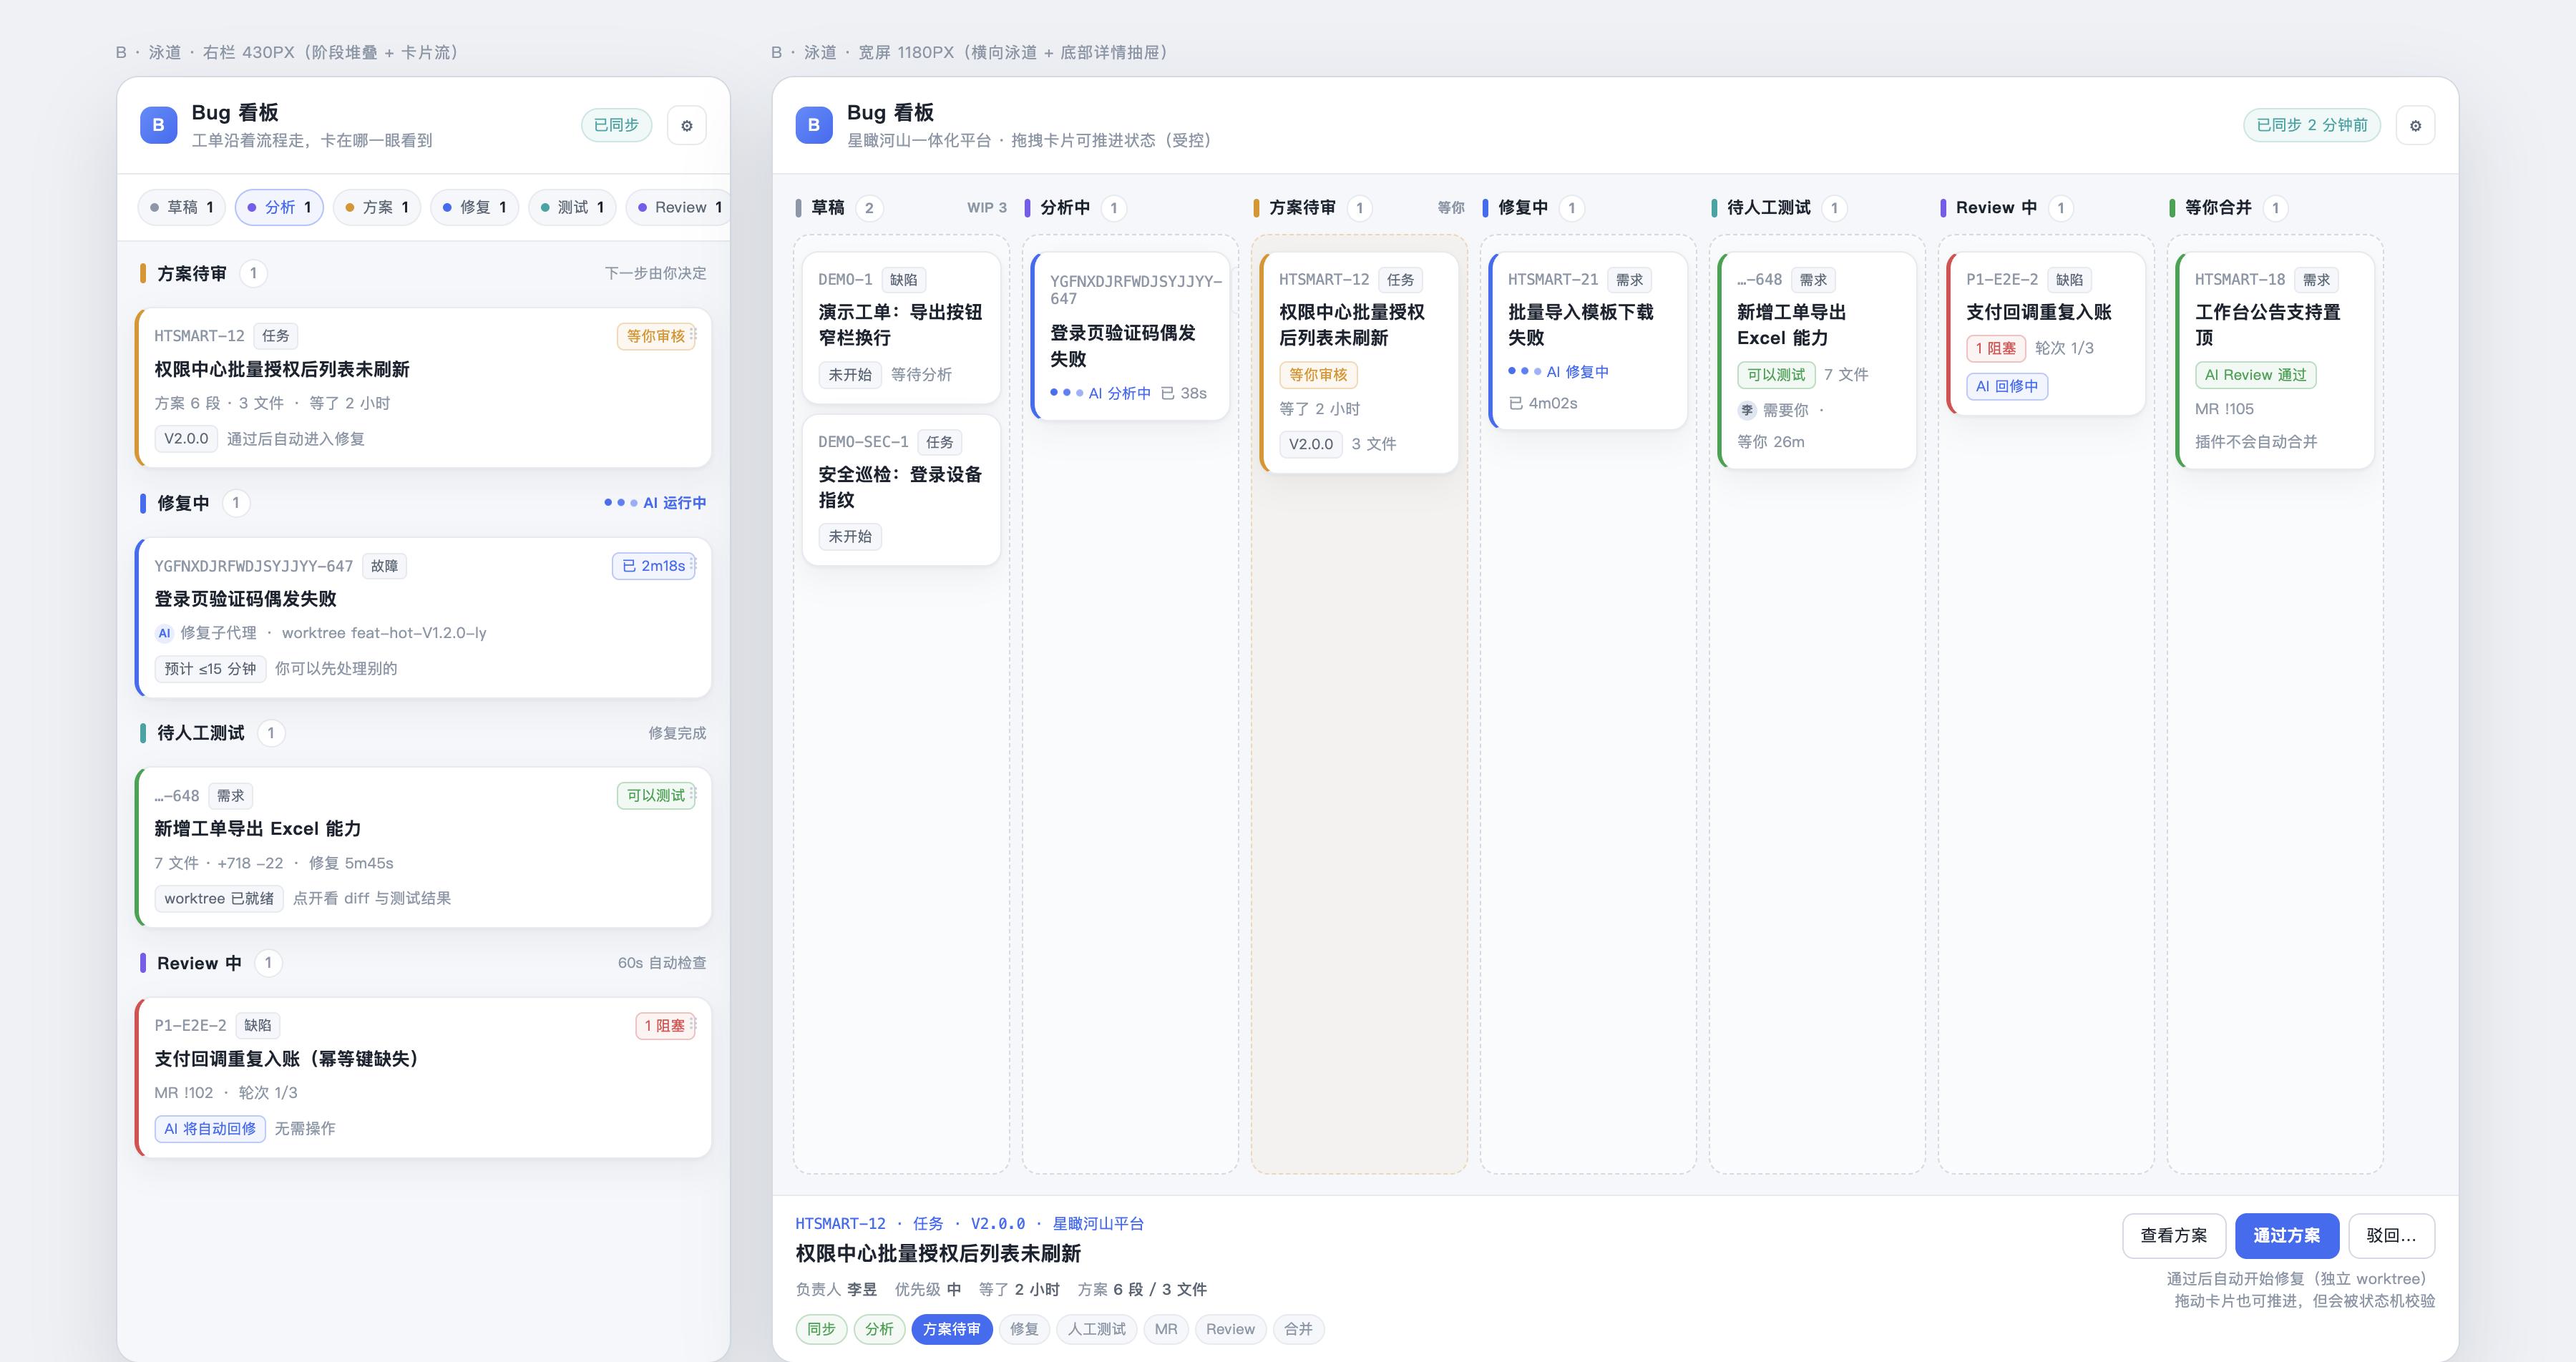 B · 泳道 · 右栏 430PX（阶段堆叠 + 卡片流）
B
Bug 看板
工单沿着流程走，卡在哪一眼看到
已同步
草稿 1
分析 1
方案 1
修复 1
测试 1
Review 1
方案待审 1
下一步由你决定
HTSMART-12 任务
等你审核
权限中心批量授权后列表未刷新
方案 6 段 · 3 文件 · 等了 2 小时
V2.0.0 通过后自动进入修复
修复中 1
AI 运行中
YGFNXDJRFWDJSYJJYY-647 故障
已 2m18s
登录页验证码偶发失败
AI 修复子代理 · worktree feat-hot-V1.2.0-ly
预计 ≤15 分钟 你可以先处理别的
待人工测试 1
修复完成
…-648 需求
可以测试
新增工单导出 Excel 能力
7 文件 · +718 -22 · 修复 5m45s
worktree 已就绪 点开看 diff 与测试结果
Review 中 1
60s 自动检查
P1-E2E-2 缺陷
1 阻塞
支付回调重复入账（幂等键缺失）
MR !102 · 轮次 1/3
AI 将自动回修 无需操作
B · 泳道 · 宽屏 1180PX（横向泳道 + 底部详情抽屉）
B
Bug 看板
星瞰河山一体化平台 · 拖拽卡片可推进状态（受控）
已同步 2 分钟前
草稿 2 WIP 3
DEMO-1 缺陷
演示工单：导出按钮
窄栏换行
未开始 等待分析
DEMO-SEC-1 任务
安全巡检：登录设备
指纹
未开始
分析中 1
YGFNXDJRFWDJSYJJYY-
647
登录页验证码偶发
失败
AI 分析中 已 38s
方案待审 1 等你
HTSMART-12 任务
权限中心批量授权
后列表未刷新
等你审核
等了 2 小时
V2.0.0 3 文件
修复中 1
HTSMART-21 需求
批量导入模板下载
失败
AI 修复中
已 4m02s
待人工测试 1
…-648 需求
新增工单导出
Excel 能力
可以测试 7 文件
李 需要你 ·
等你 26m
Review 中 1
P1-E2E-2 缺陷
支付回调重复入账
1 阻塞 轮次 1/3
AI 回修中
等你合并 1
HTSMART-18 需求
工作台公告支持置
顶
AI Review 通过
MR !105
插件不会自动合并
HTSMART-12 · 任务 · V2.0.0 · 星瞰河山平台
权限中心批量授权后列表未刷新
负责人 李昱 优先级 中 等了 2 小时 方案 6 段 / 3 文件
同步 分析 方案待审 修复 人工测试 MR Review 合并
查看方案 通过方案 驳回…
通过后自动开始修复（独立 worktree）
拖动卡片也可推进，但会被状态机校验